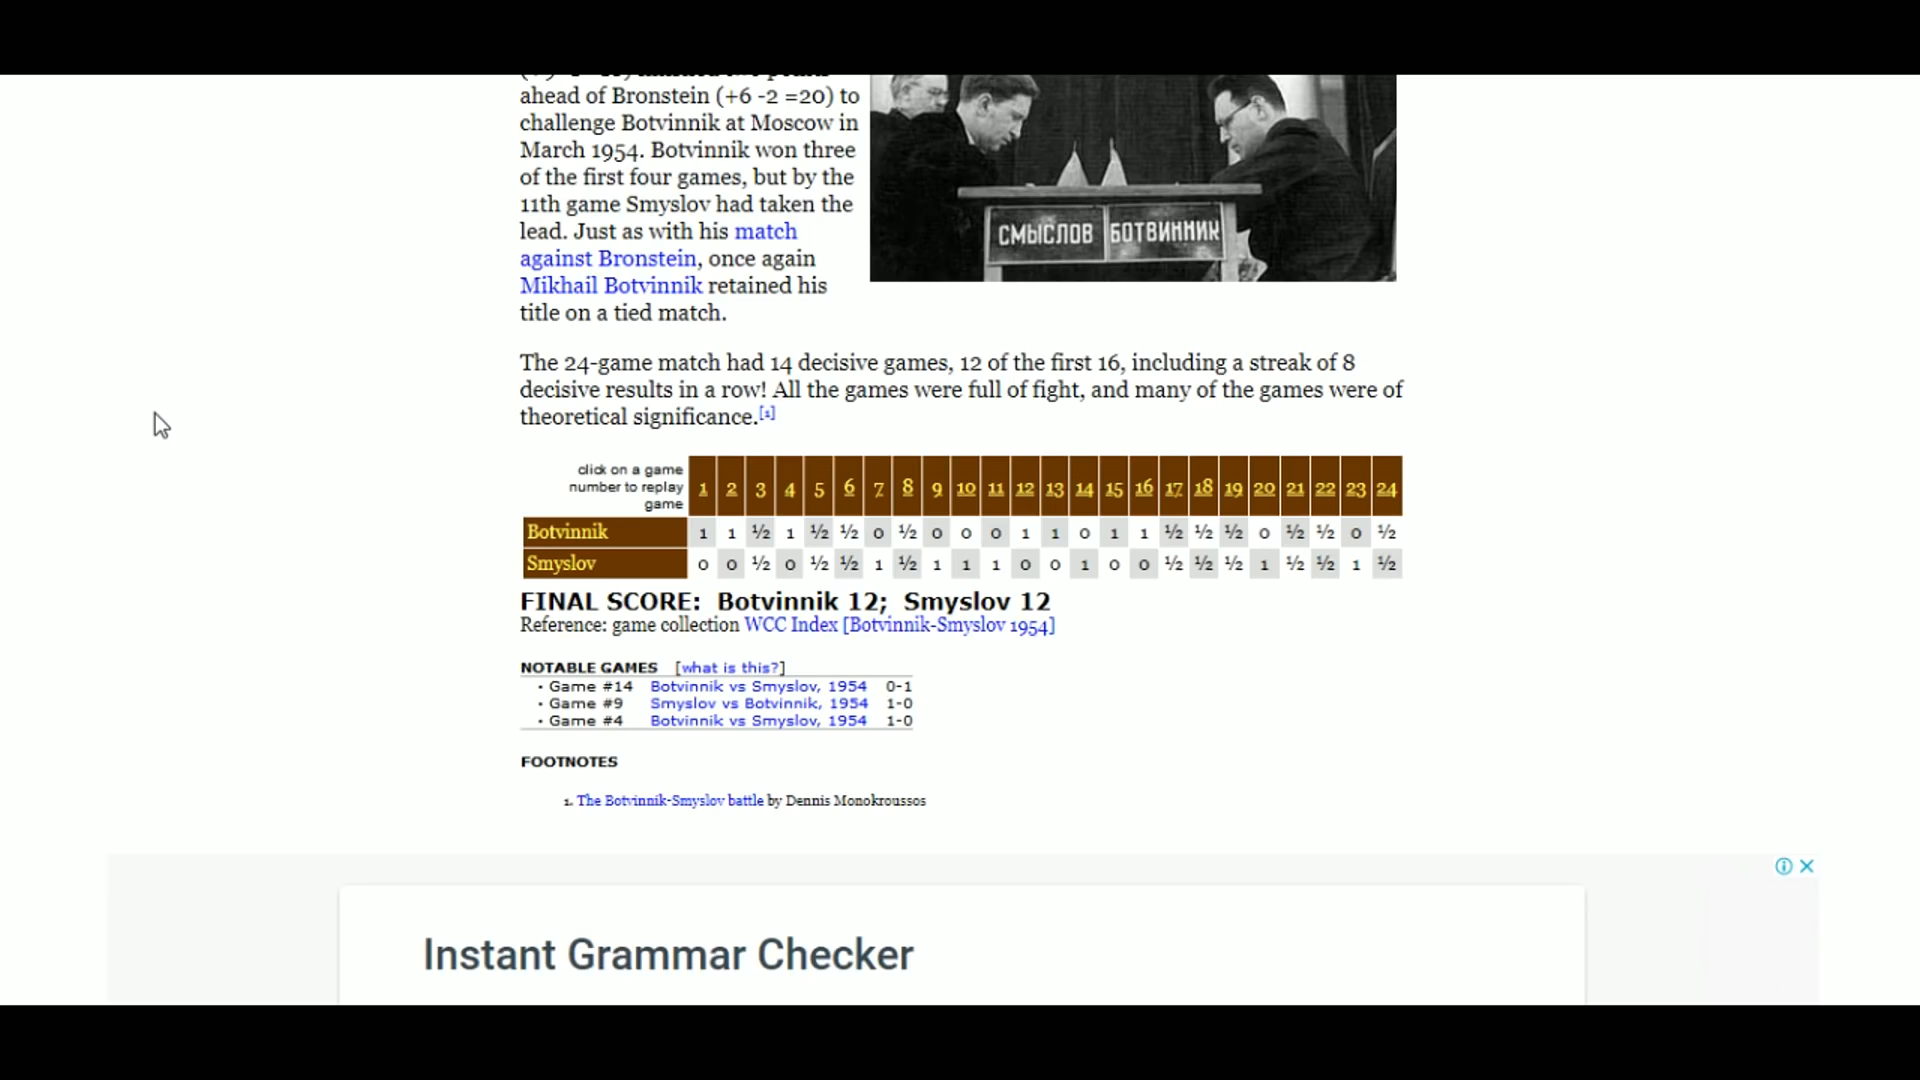 ahead of Bronstein (+6 -2 =20) to
challenge Botvinnik at Moscow in
March 1954. Botvinnik won three
of the first four games, but by the
11th game Smyslov had taken the
lead. Just as with his match
against Bronstein, once again
Mikhail Botvinnik retained his
title on a tied match.
СМЫСЛОВ БОТВИННИК
The 24-game match had 14 decisive games, 12 of the first 16, including a streak of 8
decisive results in a row! All the games were full of fight, and many of the games were of
theoretical significance.[1]
click on a game
number to replay
game
1 2 3 4 5 6 7 8 9 10 11 12 13 14 15 16 17 18 19 20 21 22 23 24
Botvinnik 1 1 ½ 1 ½ ½ 0 ½ 0 0 0 1 1 0 1 1 ½ ½ ½ 0 ½ ½ 0 ½
Smyslov 0 0 ½ 0 ½ ½ 1 ½ 1 1 1 0 0 1 0 0 ½ ½ ½ 1 ½ ½ 1 ½
FINAL SCORE: Botvinnik 12; Smyslov 12
Reference: game collection WCC Index [Botvinnik-Smyslov 1954]
NOTABLE GAMES [what is this?]
• Game #14 Botvinnik vs Smyslov, 1954 0-1
• Game #9 Smyslov vs Botvinnik, 1954 1-0
• Game #4 Botvinnik vs Smyslov, 1954 1-0
FOOTNOTES
1. The Botvinnik-Smyslov battle by Dennis Monokroussos
Instant Grammar Checker